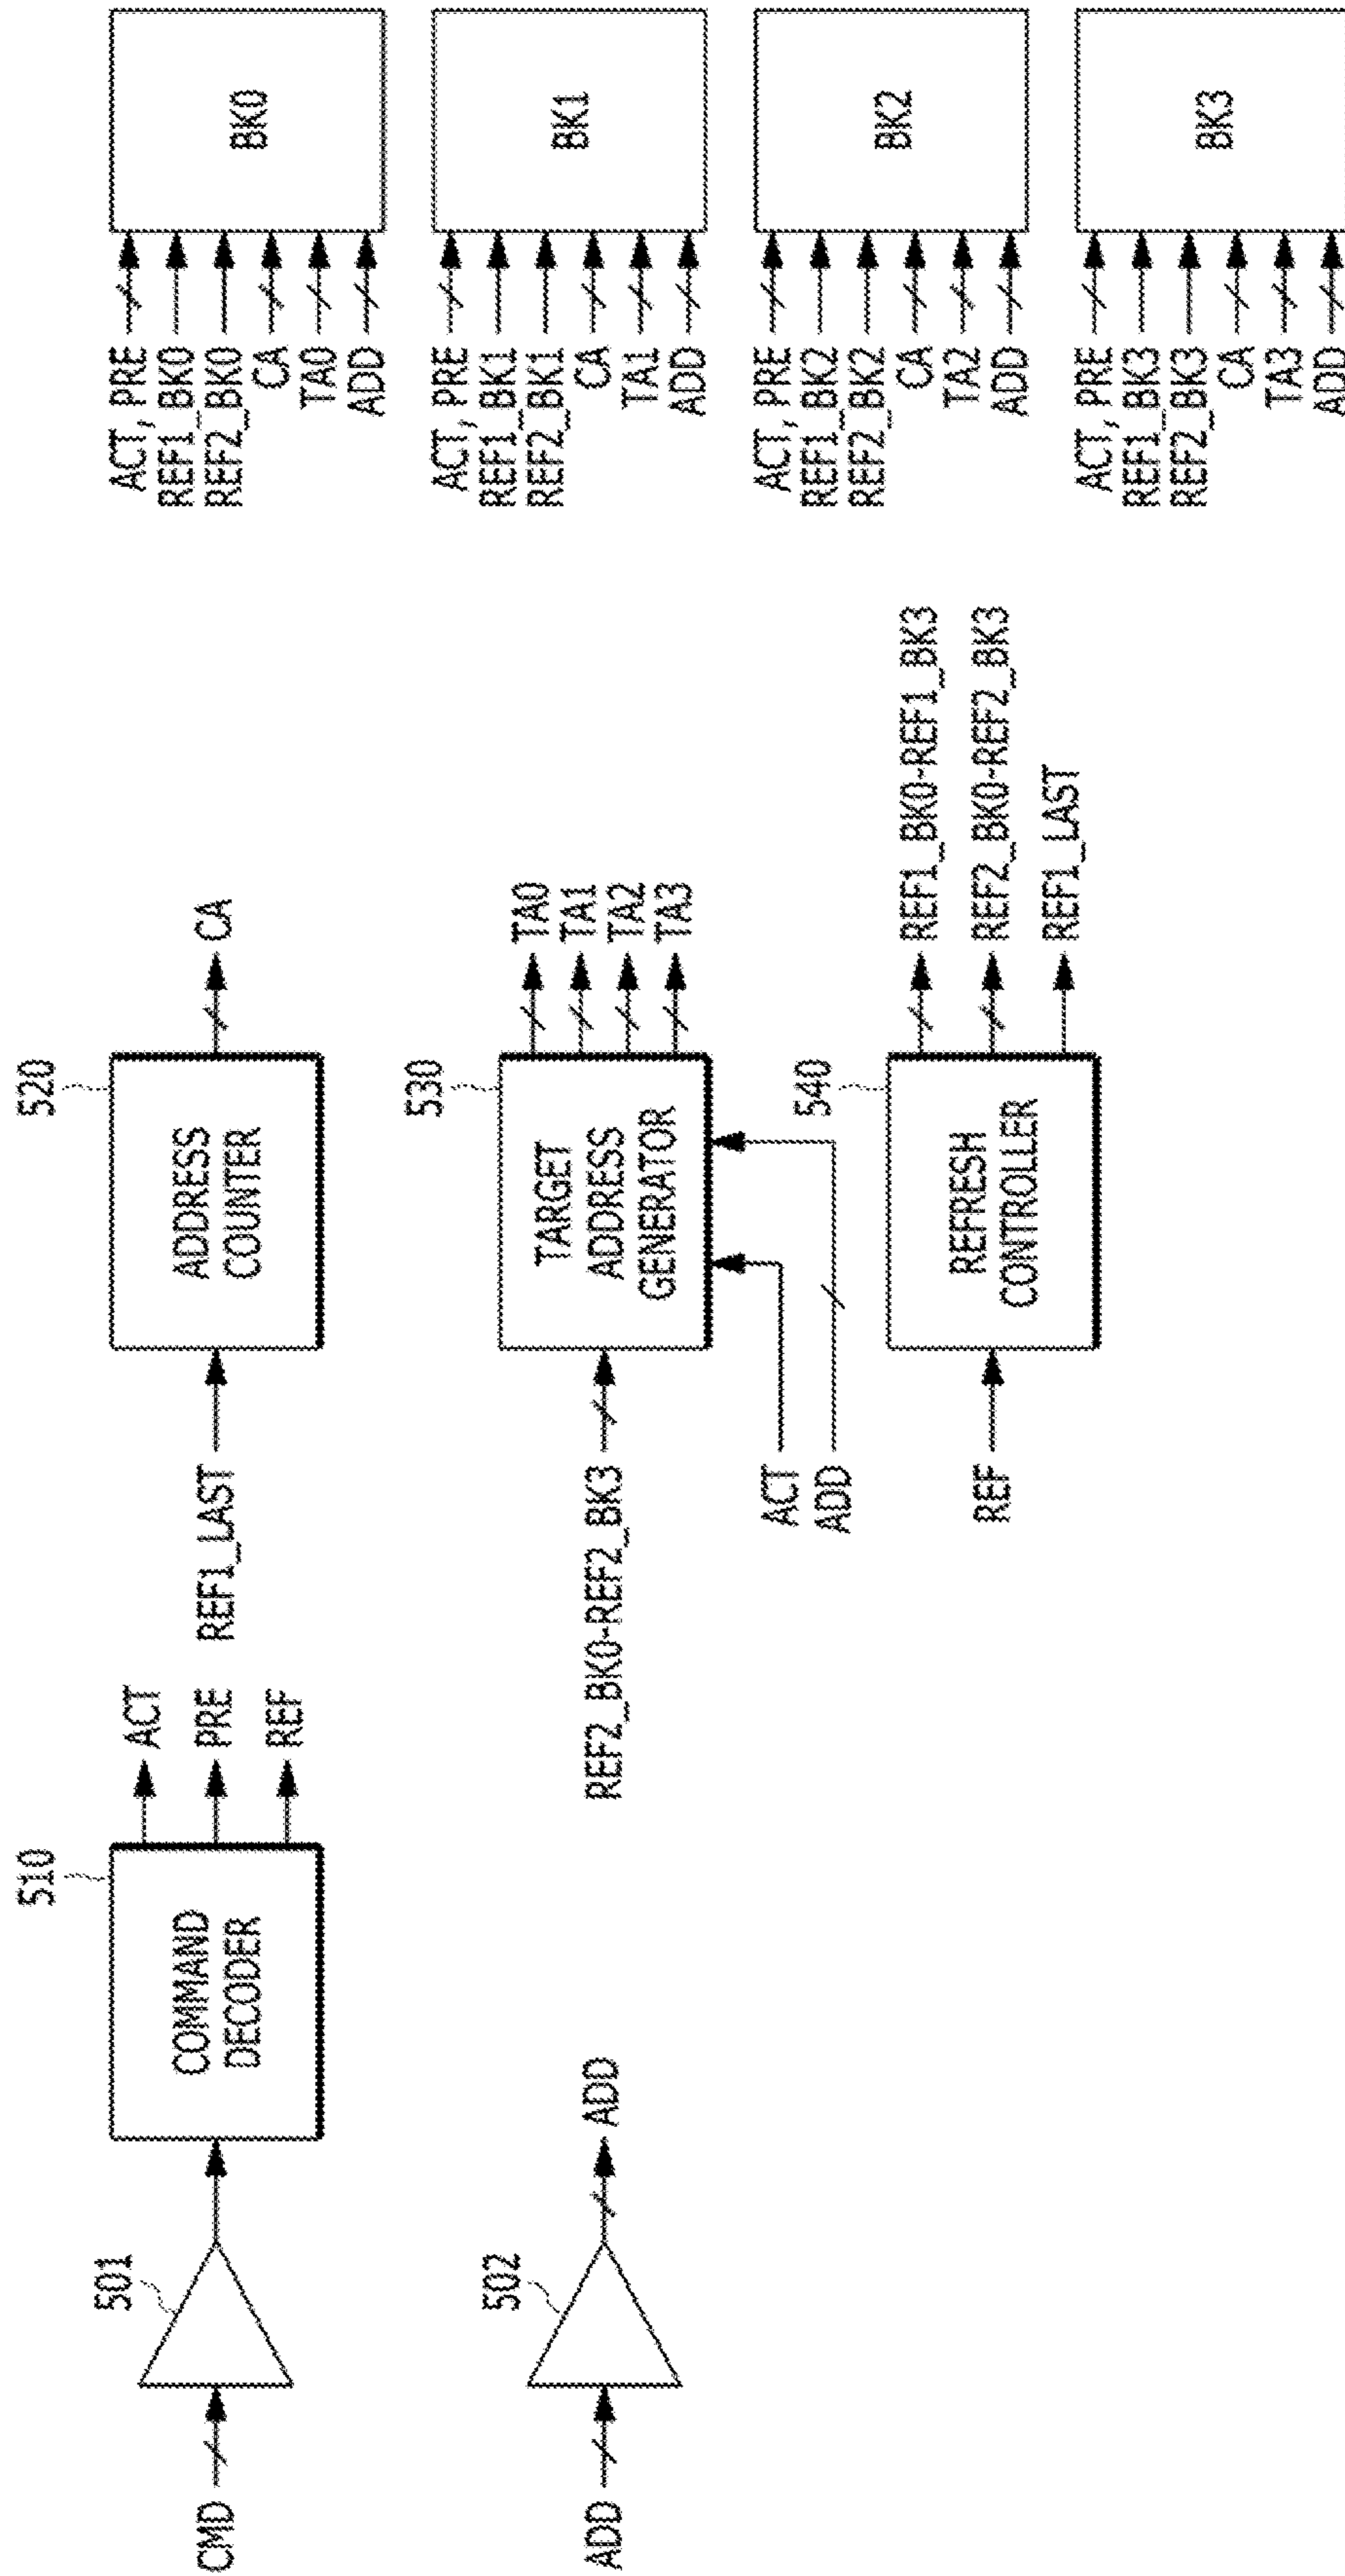 CMD
501
510
COMMAND
DECODER
ACT
PRE
REF
REF1_LAST
520
ADDRESS
COUNTER
CA
ADD
502
ADD
REF2_BK0-REF2_BK3
ACT
ADD
530
TARGET
ADDRESS
GENERATOR
TA0
TA1
TA2
TA3
REF
540
REFRESH
CONTROLLER
REF1_BK0-REF1_BK3
REF2_BK0-REF2_BK3
REF1_LAST
ACT, PRE
REF1_BK0
REF2_BK0
CA
TA0
ADD
BK0
ACT, PRE
REF1_BK1
REF2_BK1
CA
TA1
ADD
BK1
ACT, PRE
REF1_BK2
REF2_BK2
CA
TA2
ADD
BK2
ACT, PRE
REF1_BK3
REF2_BK3
CA
TA3
ADD
BK3